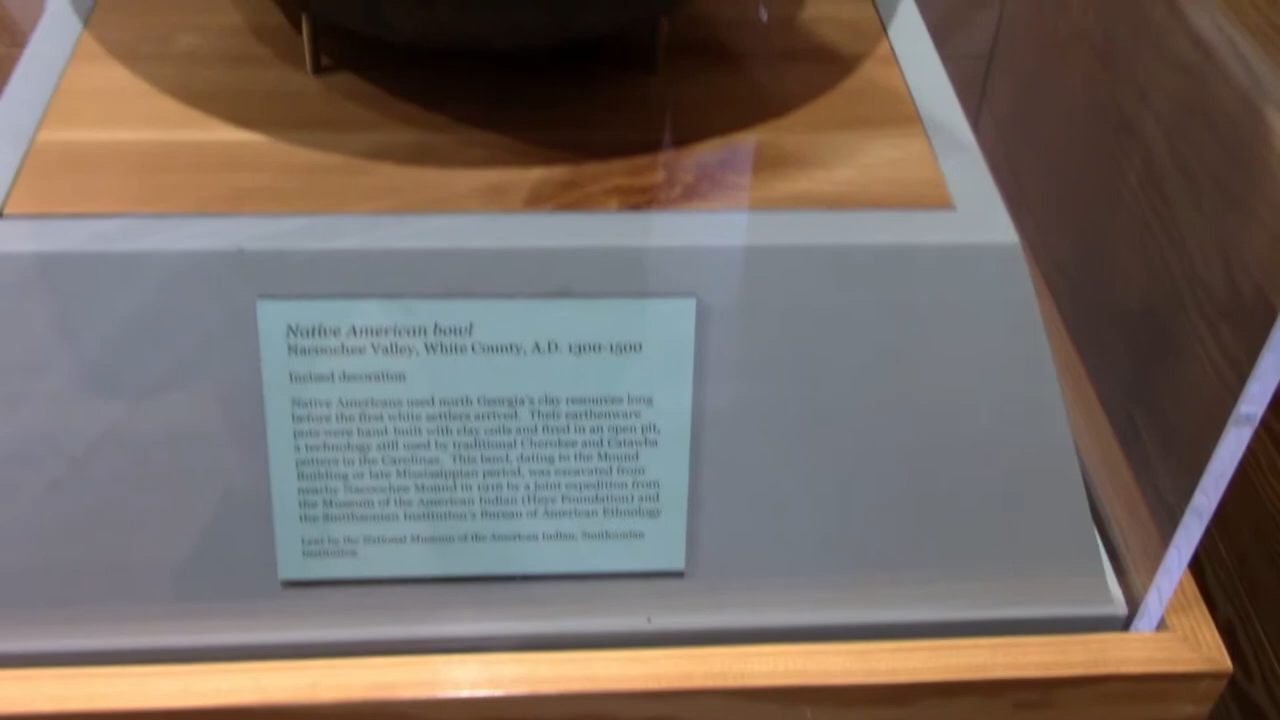 Native American bowl
Nacoochee Valley, White County, A.D. 1300-1500
Incised decoration
Native Americans used north Georgia's clay resources long
before the first white settlers arrived. Their earthenware
pots were hand-built with clay coils and fired in an open pit,
a technology still used by traditional Cherokee and Catawba
potters in the Carolinas. This bowl, dating to the Mound
Building or late Mississippian period, was excavated from
nearby Nacoochee Mound in by a joint expedition from
the Museum of the American Indian (Heye Foundation) and
the Smithsonian Institution's Bureau of American Ethnology
Lent by the National Museum of the American Indian, Smithsonian
Institution.